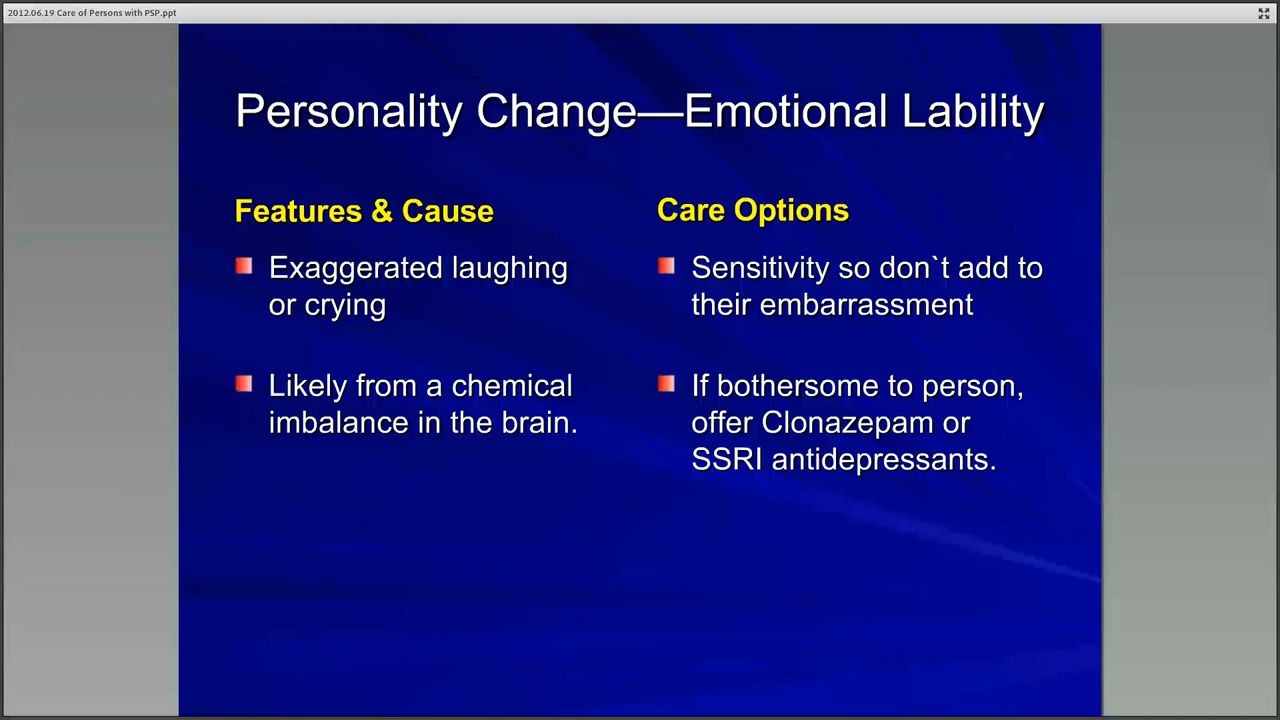 2012.06.19 Care of Persons with PSP.ppt
Personality Change—Emotional Lability
Features & Cause
Exaggerated laughing
or crying
Likely from a chemical
imbalance in the brain.
Care Options
Sensitivity so don`t add to
their embarrassment
If bothersome to person,
offer Clonazepam or
SSRI antidepressants.